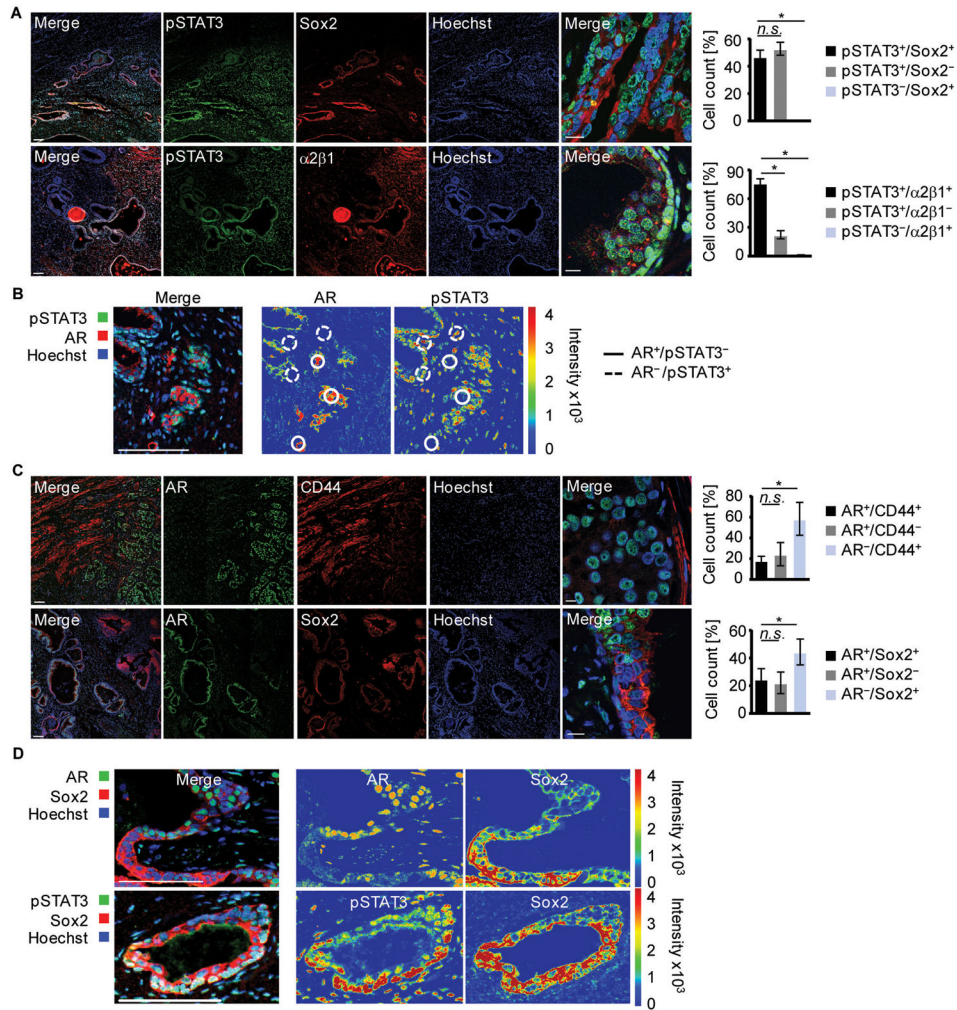 A
Merge pSTAT3 Sox2 Hoechst Merge
Cell count [%]
60
40
20
0
n.s.
*
pSTAT3⁺/Sox2⁺
pSTAT3⁺/Sox2⁻
pSTAT3⁻/Sox2⁺
Merge pSTAT3 α2β1 Hoechst Merge
Cell count [%]
90
60
30
0
*
*
pSTAT3⁺/α2β1⁺
pSTAT3⁺/α2β1⁻
pSTAT3⁻/α2β1⁺
B
pSTAT3
AR
Hoechst
Merge
AR
pSTAT3
4
3
2
1
0
Intensity x10³
AR⁺/pSTAT3⁻
AR⁻/pSTAT3⁺
C
Merge AR CD44 Hoechst Merge
Cell count [%]
80
60
40
20
0
n.s.
*
AR⁺/CD44⁺
AR⁺/CD44⁻
AR⁻/CD44⁺
Merge AR Sox2 Hoechst Merge
Cell count [%]
60
40
20
0
n.s.
*
AR⁺/Sox2⁺
AR⁺/Sox2⁻
AR⁻/Sox2⁺
D
AR
Sox2
Hoechst
Merge
AR
Sox2
4
3
2
1
0
Intensity x10³
pSTAT3
Sox2
Hoechst
Merge
pSTAT3
Sox2
4
3
2
1
0
Intensity x10³